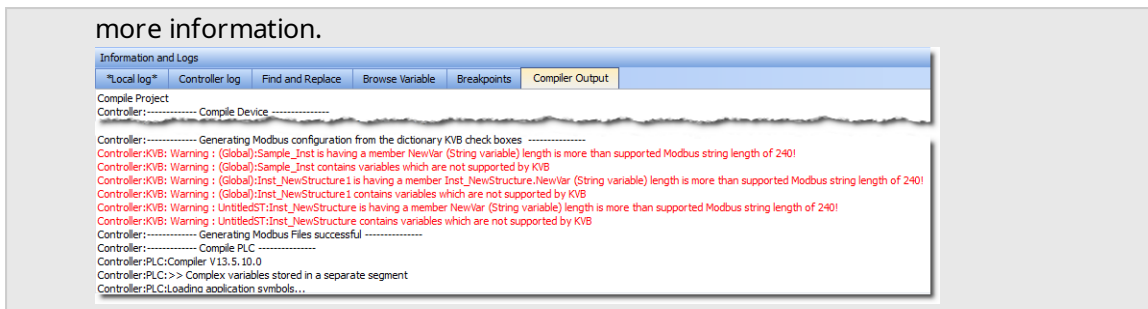 more information.
Information and Logs
*Local log* Controller log Find and Replace Browse Variable Breakpoints Compiler Output
Compile Project
Controller:------------- Compile Device ---------------
Controller:------------- Generating Modbus configuration from the dictionary KVB check boxes ---------------
Controller:KVB: Warning : (Global):Sample_Inst is having a member NewVar (String variable) length is more than supported Modbus string length of 240!
Controller:KVB: Warning : (Global):Sample_Inst contains variables which are not supported by KVB
Controller:KVB: Warning : (Global):Inst_NewStructure1 is having a member Inst_NewStructure.NewVar (String variable) length is more than supported Modbus string length of 240!
Controller:KVB: Warning : (Global):Inst_NewStructure1 contains variables which are not supported by KVB
Controller:KVB: Warning : UntitledST:Inst_NewStructure is having a member NewVar (String variable) length is more than supported Modbus string length of 240!
Controller:KVB: Warning : UntitledST:Inst_NewStructure contains variables which are not supported by KVB
Controller:------------- Generating Modbus Files successful ---------------
Controller:------------- Compile PLC ---------------
Controller:PLC:Compiler V13.5.10.0
Controller:PLC:>> Complex variables stored in a separate segment
Controller:PLC:Loading application symbols...